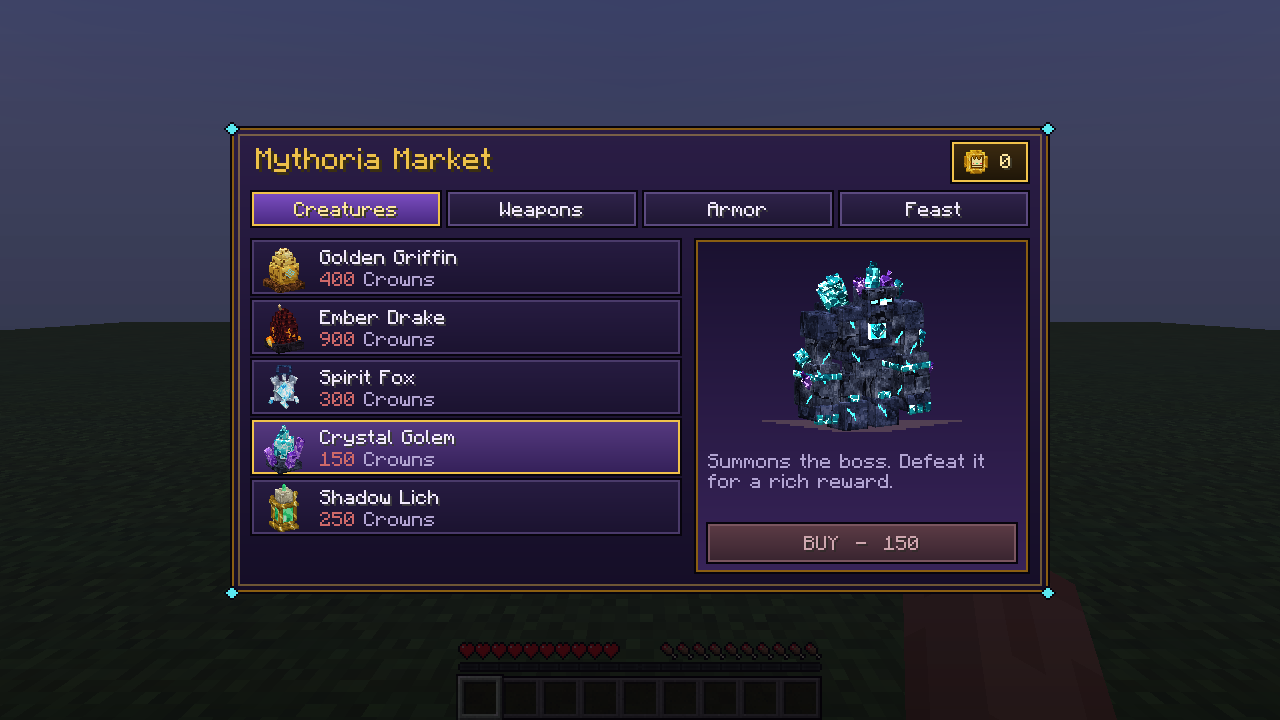 Mythoria Market
0
Creatures
Weapons
Armor
Feast
Golden Griffin
400 Crowns
Ember Drake
900 Crowns
Spirit Fox
300 Crowns
Crystal Golem
150 Crowns
Shadow Lich
250 Crowns
Summons the boss. Defeat it
for a rich reward.
BUY - 150